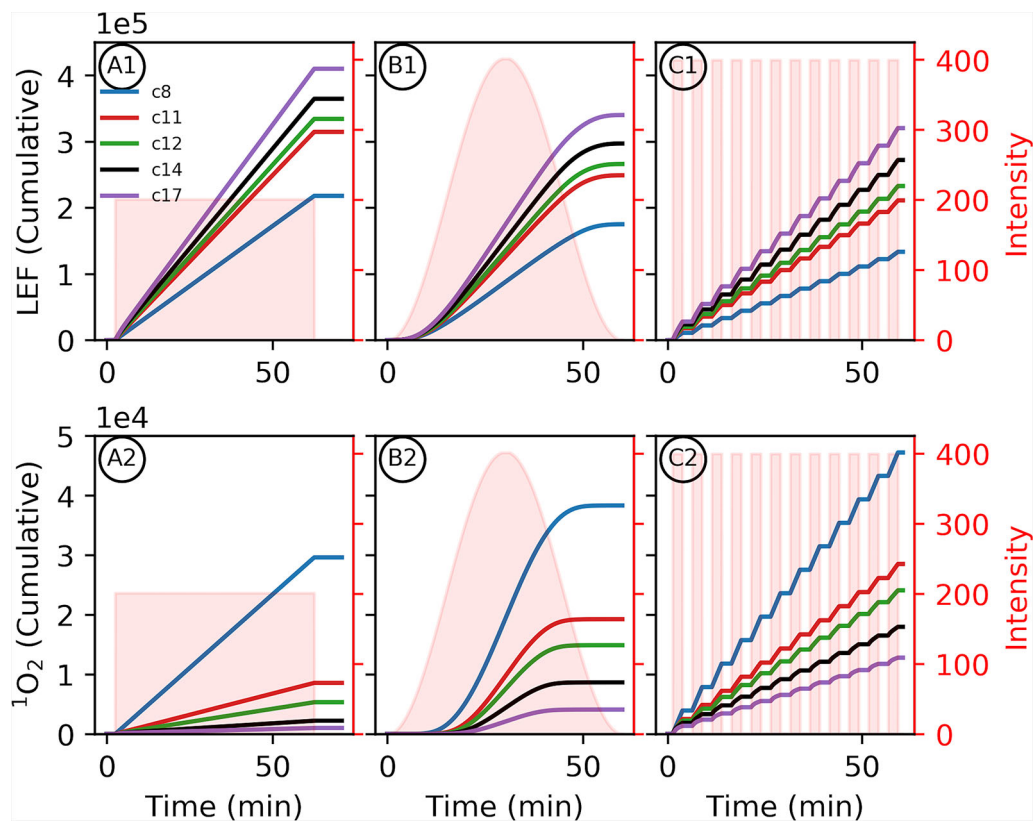 1e5
A1
B1
C1
LEF (Cumulative)
4
3
2
1
0
c8
c11
c12
c14
c17
400
300
200
100
0
Intensity
0 50
0 50
0 50
1e4
A2
B2
C2
¹O₂ (Cumulative)
5
4
3
2
1
0
400
300
200
100
0
Intensity
0 50
0 50
0 50
Time (min)
Time (min)
Time (min)